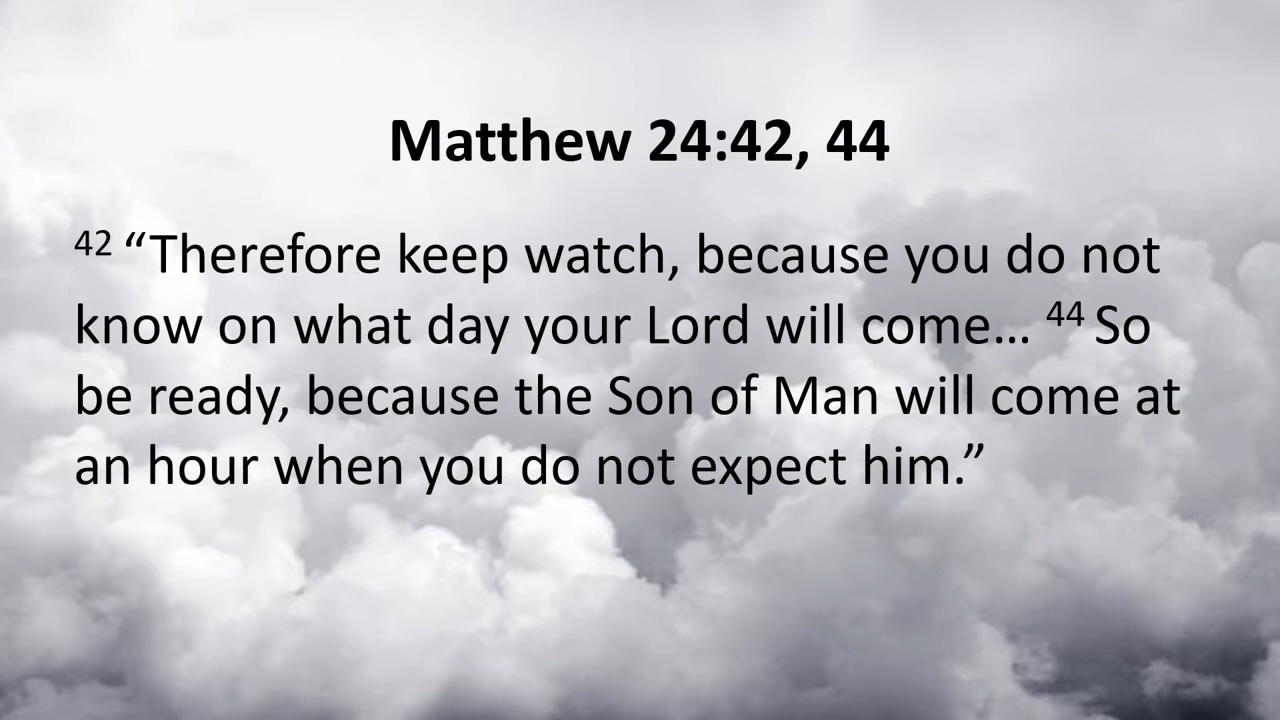 Matthew 24:42, 44
42 “Therefore keep watch, because you do not
know on what day your Lord will come… 44 So
be ready, because the Son of Man will come at
an hour when you do not expect him.”